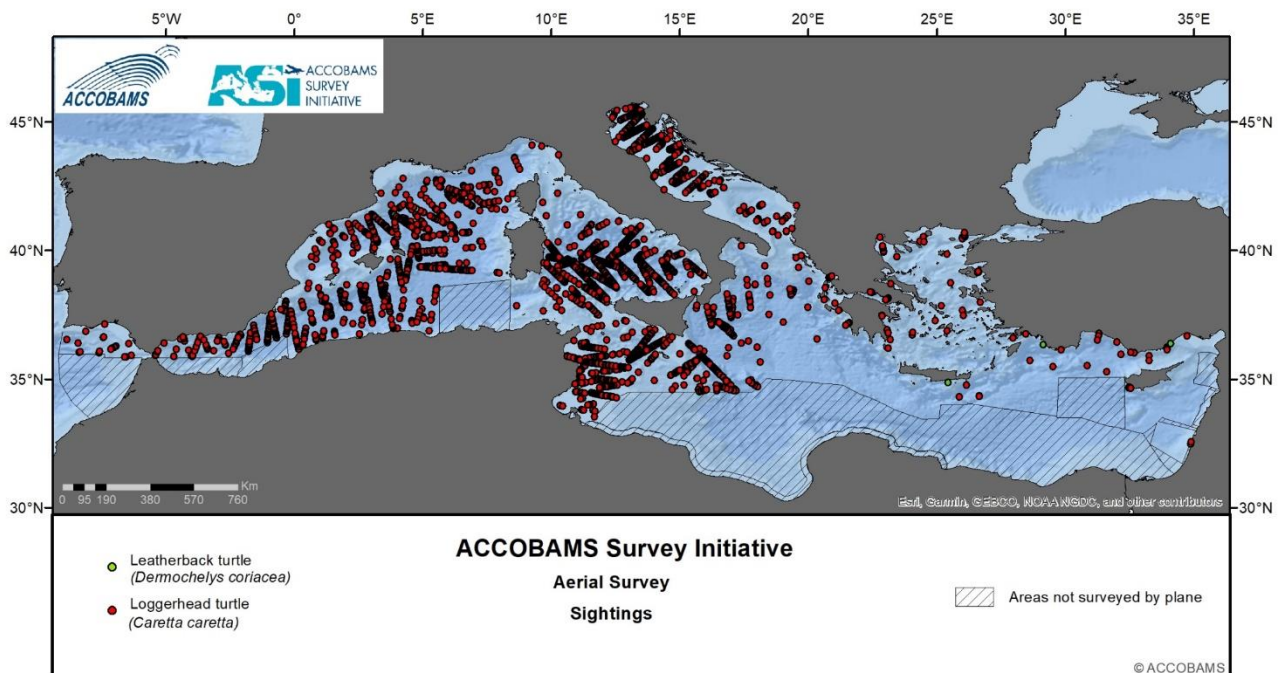 5°W 0° 5°E 10°E 15°E 20°E 25°E 30°E 35°E
ACCOBAMS
ASI ACCOBAMS
SURVEY
INITIATIVE
45°N 45°N
40°N 40°N
35°N 35°N
30°N 30°N
Km
0 95 190 380 570 760
Esri, Garmin, GEBCO, NOAA NGDC, and other contributors
ACCOBAMS Survey Initiative
Aerial Survey
Sightings
Leatherback turtle
(Dermochelys coriacea)
Loggerhead turtle
(Caretta caretta)
Areas not surveyed by plane
© ACCOBAMS